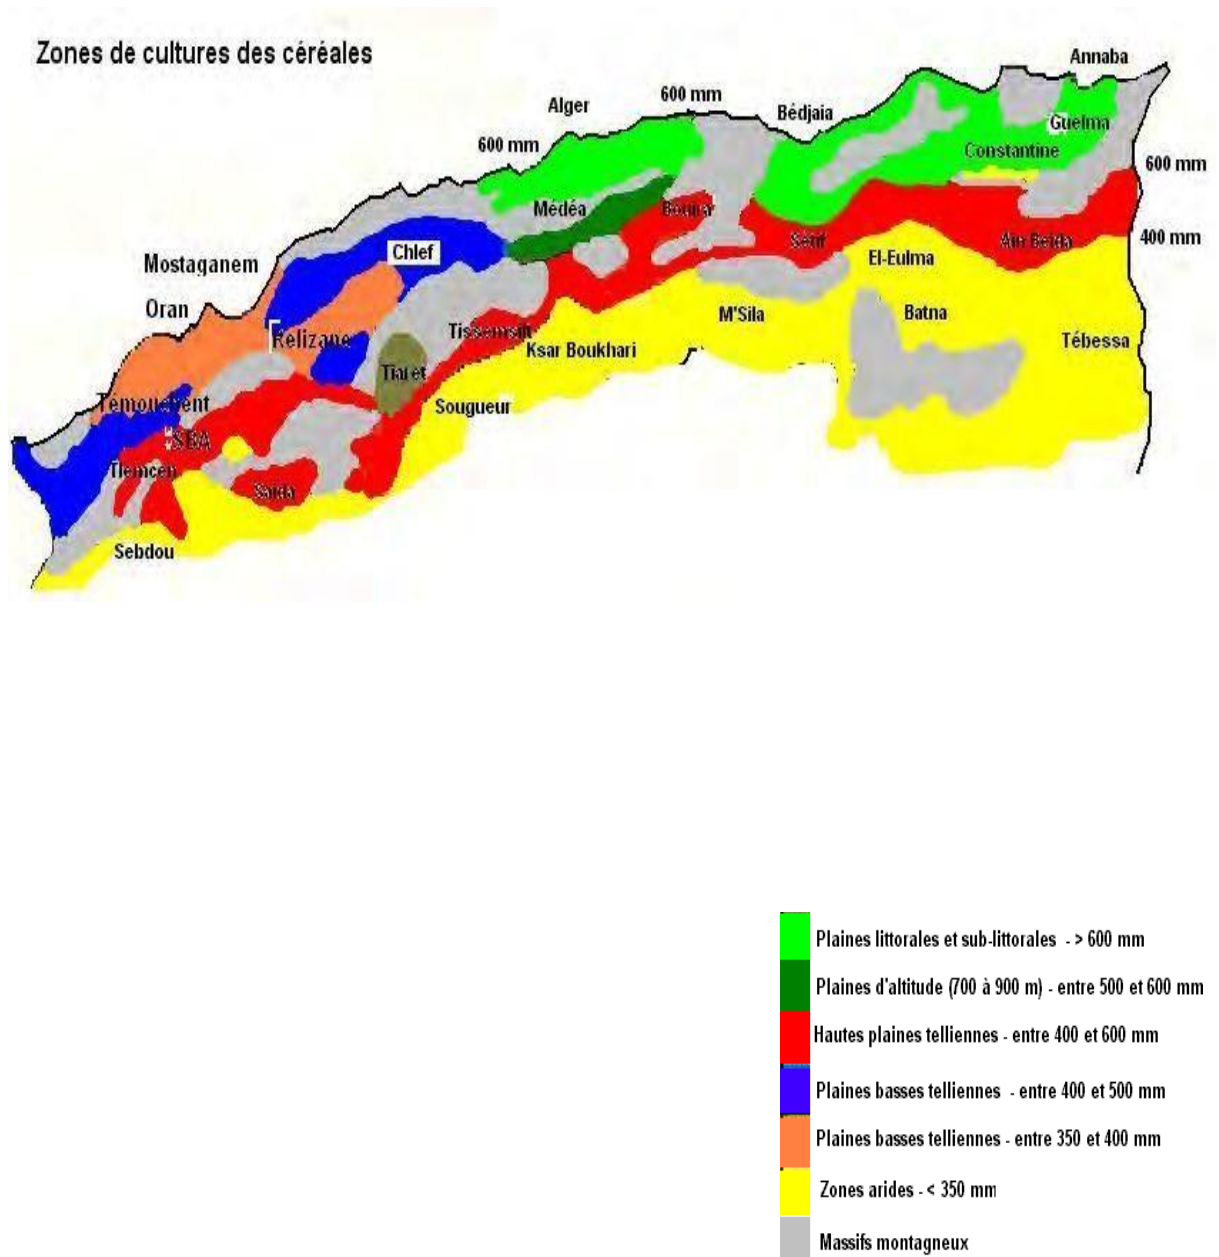 Zones de cultures des céréales
Annaba
600 mm
Alger
Bédjaia
Guelma
600 mm
Constantine
600 mm
Médéa
Bouira
Chlef
Sétif
Ain Beida
400 mm
Mostaganem
El-Eulma
Oran
M'Sila
Batna
Relizane
Tissemsilt
Ksar Boukhari
Tébessa
Tiaret
Témouchent
Sougueur
SBA
Tlemcen
Saida
Sebdou
Plaines littorales et sub-littorales - > 600 mm
Plaines d'altitude (700 à 900 m) - entre 500 et 600 mm
Hautes plaines telliennes - entre 400 et 600 mm
Plaines basses telliennes - entre 400 et 500 mm
Plaines basses telliennes - entre 350 et 400 mm
Zones arides - < 350 mm
Massifs montagneux